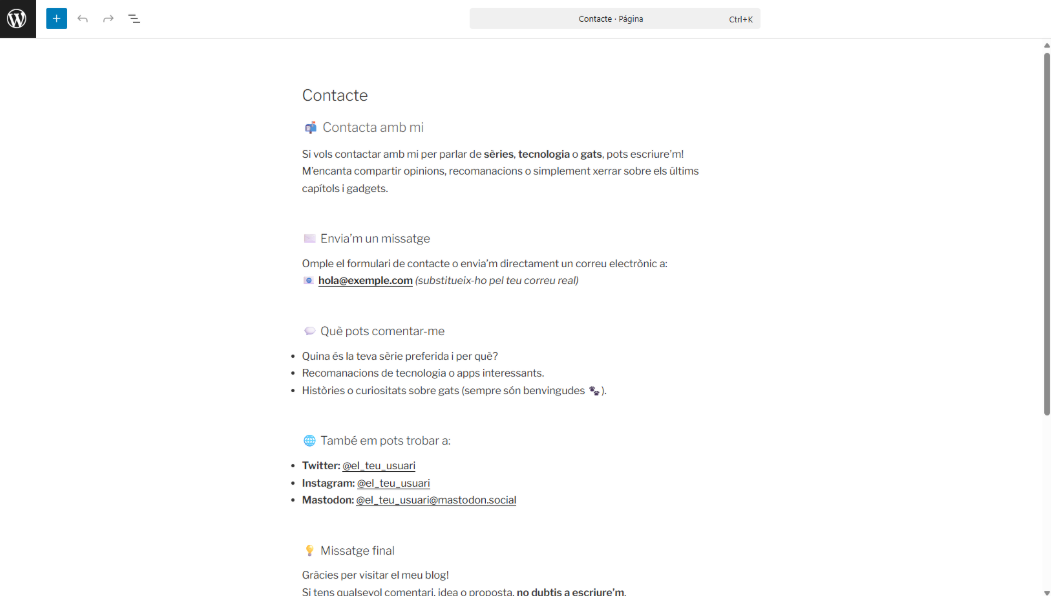 Contacte · Página
Ctrl+K
Contacte
Contacta amb mi
Si vols contactar amb mi per parlar de sèries, tecnologia o gats, pots escriure'm!
M'encanta compartir opinions, recomanacions o simplement xerrar sobre els últims
capítols i gadgets.
Envia'm un missatge
Omple el formulari de contacte o envia'm directament un correu electrònic a:
hola@exemple.com (substitueix-ho pel teu correu real)
Què pots comentar-me
Quina és la teva sèrie preferida i per què?
Recomanacions de tecnologia o apps interessants.
Històries o curiositats sobre gats (sempre són benvingudes 🐾).
També em pots trobar a:
Twitter: @el_teu_usuari
Instagram: @el_teu_usuari
Mastodon: @el_teu_usuari@mastodon.social
Missatge final
Gràcies per visitar el meu blog!
Si tens qualsevol comentari, idea o proposta, no dubtis a escriure'm.